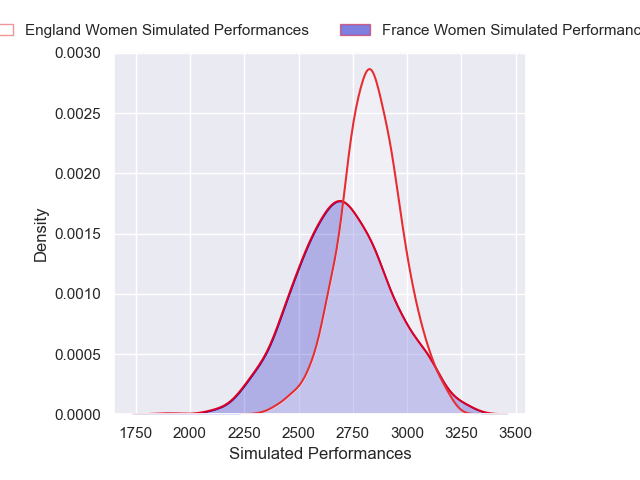 England Women Simulated Performances
France Women Simulated Performanc
0.0030
0.0025
0.0020
0.0015
0.0010
0.0005
0.0000
Density
1750 2000 2250 2500 2750 3000 3250 3500
Simulated Performances